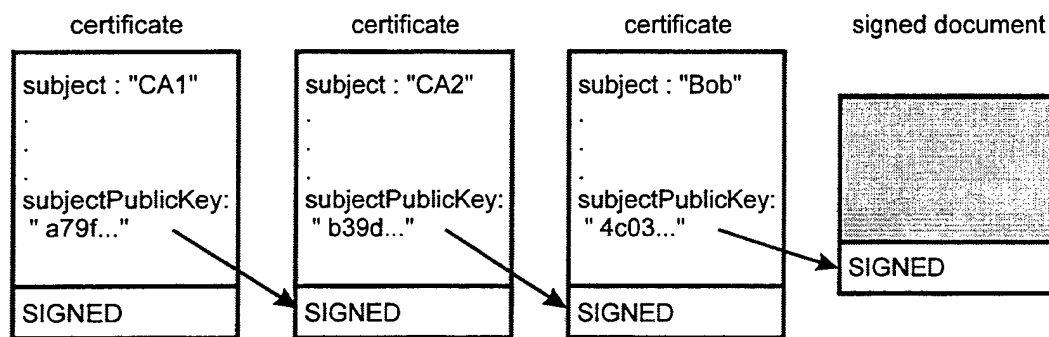 certificate
subject : "CA1"
.
.
.
subjectPublicKey:
" a79f..."
SIGNED
certificate
subject : "CA2"
.
.
.
subjectPublicKey:
" b39d..."
SIGNED
certificate
subject : "Bob"
.
.
.
subjectPublicKey:
" 4c03..."
SIGNED
signed document
SIGNED